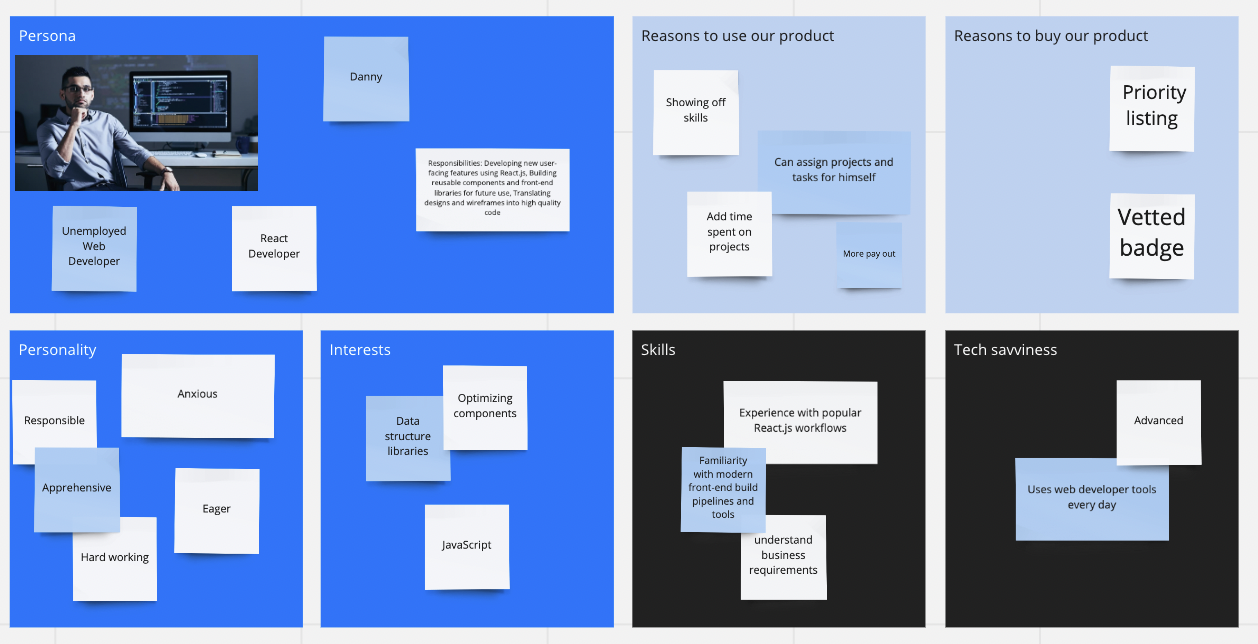 Persona
Danny
Responsibilities: Developing new user-
facing features using React.js, Building
reusable components and front-end
libraries for future use, Translating
designs and wireframes into high quality
code
Unemployed
Web
Developer
React
Developer
Reasons to use our product
Showing off
skills
Can assign projects and
tasks for himself
Add time
spent on
projects
More pay out
Reasons to buy our product
Priority
listing
Vetted
badge
Personality
Anxious
Responsible
Apprehensive
Eager
Hard working
Interests
Optimizing
components
Data
structure
libraries
JavaScript
Skills
Experience with popular
React.js workflows
Familiarity
with modern
front-end build
pipelines and
tools
understand
business
requirements
Tech savviness
Advanced
Uses web developer tools
every day